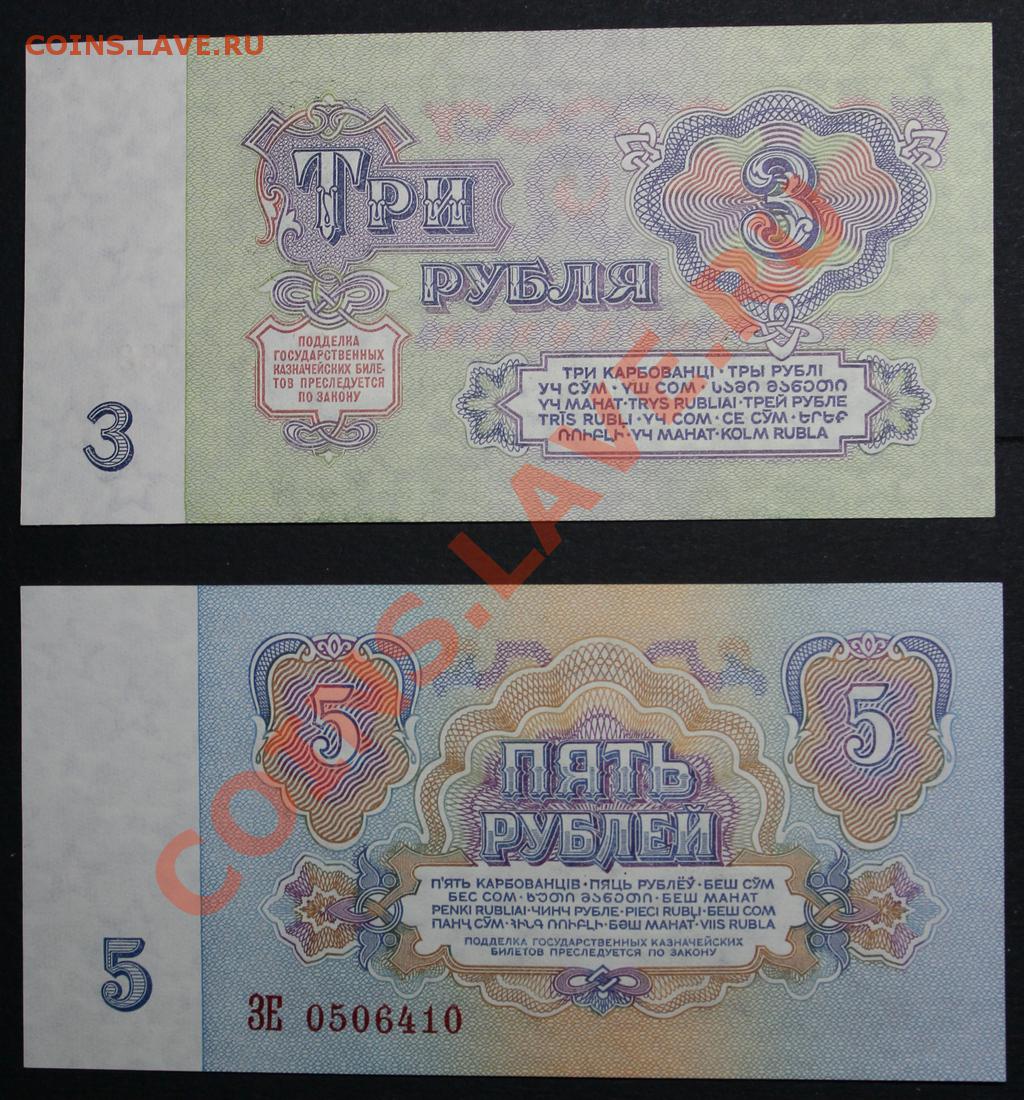 COINS.LAVE.RU
ТРИ
РУБЛЯ
3
ПОДДЕЛКА
ГОСУДАРСТВЕННЫХ
КАЗНАЧЕЙСКИХ БИЛЕ-
ТОВ ПРЕСЛЕДУЕТСЯ
ПО ЗАКОНУ
ТРИ КАРБОВАНЦІ · ТРЫ РУБЛІ
УЧ СЎМ · ҮШ СОМ · ᲡᲐᲛᲘ ᲛᲐᲜᲔᲗᲘ
ҮЧ МАНАТ · TRYS RUBLIAI · ТРЕЙ РУБЛЕ
TRĪS RUBĻI · ҮЧ СОМ · СЕ СӮМ · ԵՐԵՔ
ՌՈՒԲԼԻ · ҮЧ МАНАТ · KOLM RUBLA
3
COINS.LAVE.RU
5
5
ПЯТЬ
РУБЛЕЙ
П'ЯТЬ КАРБОВАНЦІВ · ПЯЦЬ РУБЛЁЎ · БЕШ СЎМ
БЕС СОМ · ᲮᲣᲗᲘ ᲛᲐᲜᲔᲗᲘ · БЕШ МАНАТ
PENKI RUBLIAI · ЧИНЧ РУБЛЕ · PIECI RUBĻI · БЕШ СОМ
ПАНҶ СӮМ · ՀԻՆԳ ՌՈՒԲԼԻ · БӘШ МАНАТ · VIIS RUBLA
ПОДДЕЛКА ГОСУДАРСТВЕННЫХ КАЗНАЧЕЙСКИХ
БИЛЕТОВ ПРЕСЛЕДУЕТСЯ ПО ЗАКОНУ
5
ЗЕ 0506410